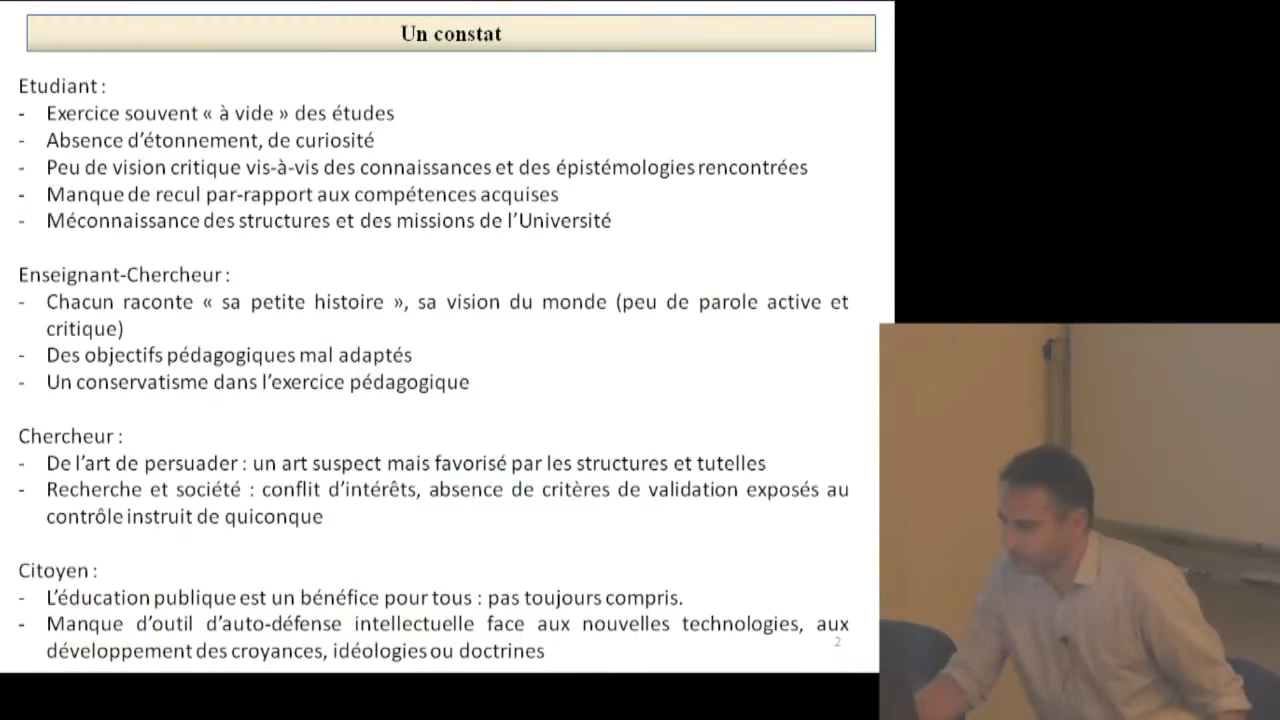 Un constat
Etudiant :
- Exercice souvent « à vide » des études
- Absence d'étonnement, de curiosité
- Peu de vision critique vis-à-vis des connaissances et des épistémologies rencontrées
- Manque de recul par-rapport aux compétences acquises
- Méconnaissance des structures et des missions de l'Université
Enseignant-Chercheur :
- Chacun raconte « sa petite histoire », sa vision du monde (peu de parole active et
critique)
- Des objectifs pédagogiques mal adaptés
- Un conservatisme dans l'exercice pédagogique
Chercheur :
- De l'art de persuader : un art suspect mais favorisé par les structures et tutelles
- Recherche et société : conflit d'intérêts, absence de critères de validation exposés au
contrôle instruit de quiconque
Citoyen :
- L'éducation publique est un bénéfice pour tous : pas toujours compris.
- Manque d'outil d'auto-défense intellectuelle face aux nouvelles technologies, aux
développement des croyances, idéologies ou doctrines
2